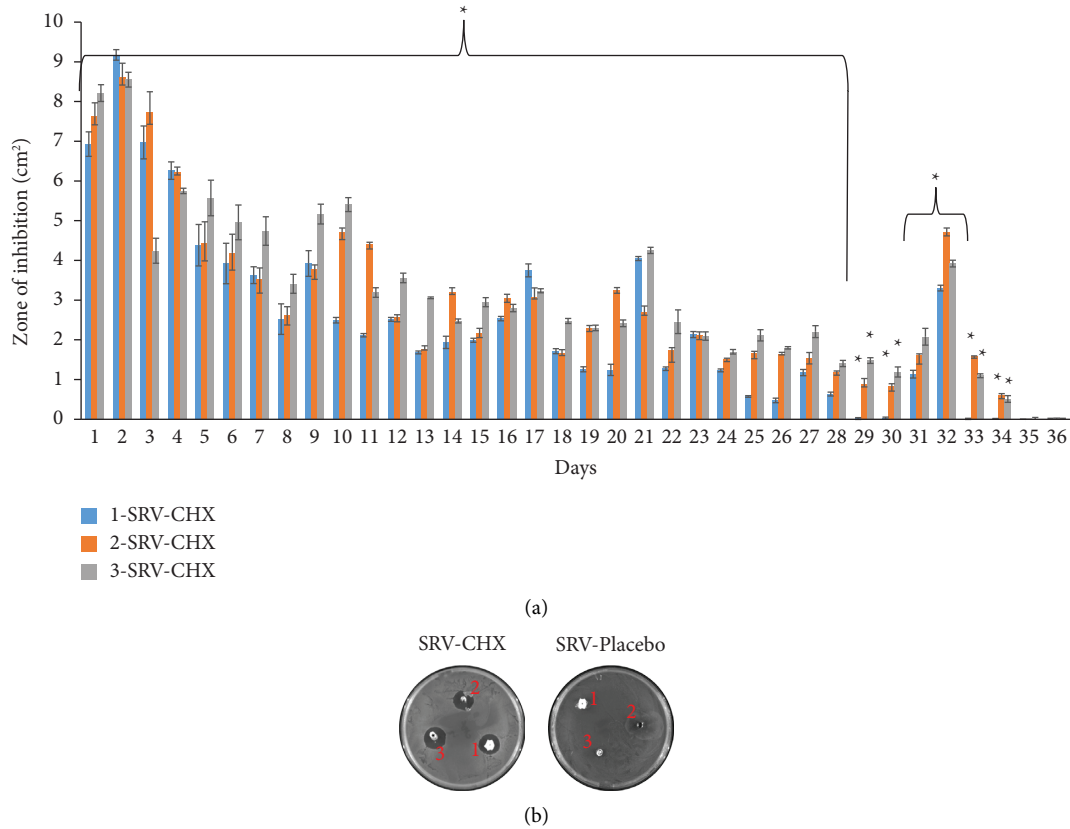 *
10
9
8
7
6
5
4
3
2
1
0
Zone of inhibition (cm²)
*
* * * * * * * *
1 2 3 4 5 6 7 8 9 10 11 12 13 14 15 16 17 18 19 20 21 22 23 24 25 26 27 28 29 30 31 32 33 34 35 36
Days
1-SRV-CHX
2-SRV-CHX
3-SRV-CHX
(a)
SRV-CHX SRV-Placebo
2
3
1
1
2
3
(b)